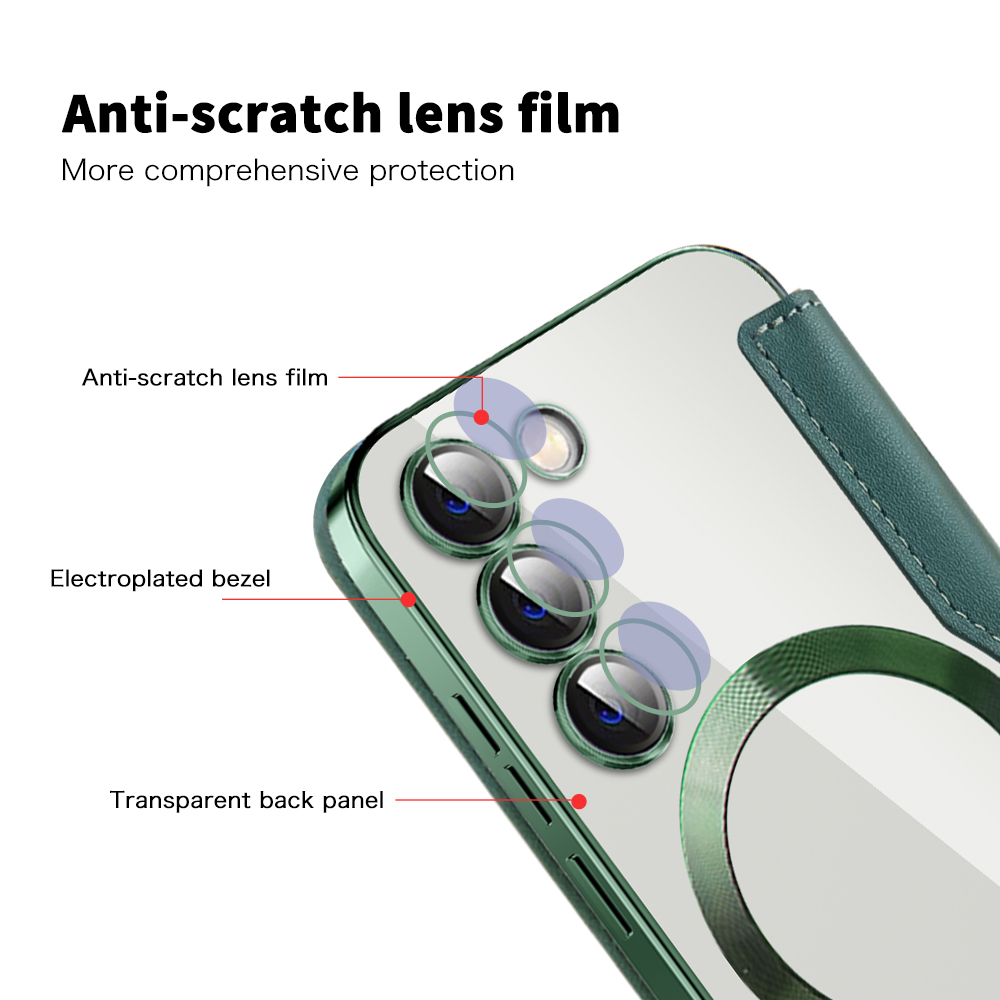 Anti-scratch lens film
More comprehensive protection
Anti-scratch lens film
Electroplated bezel
Transparent back panel